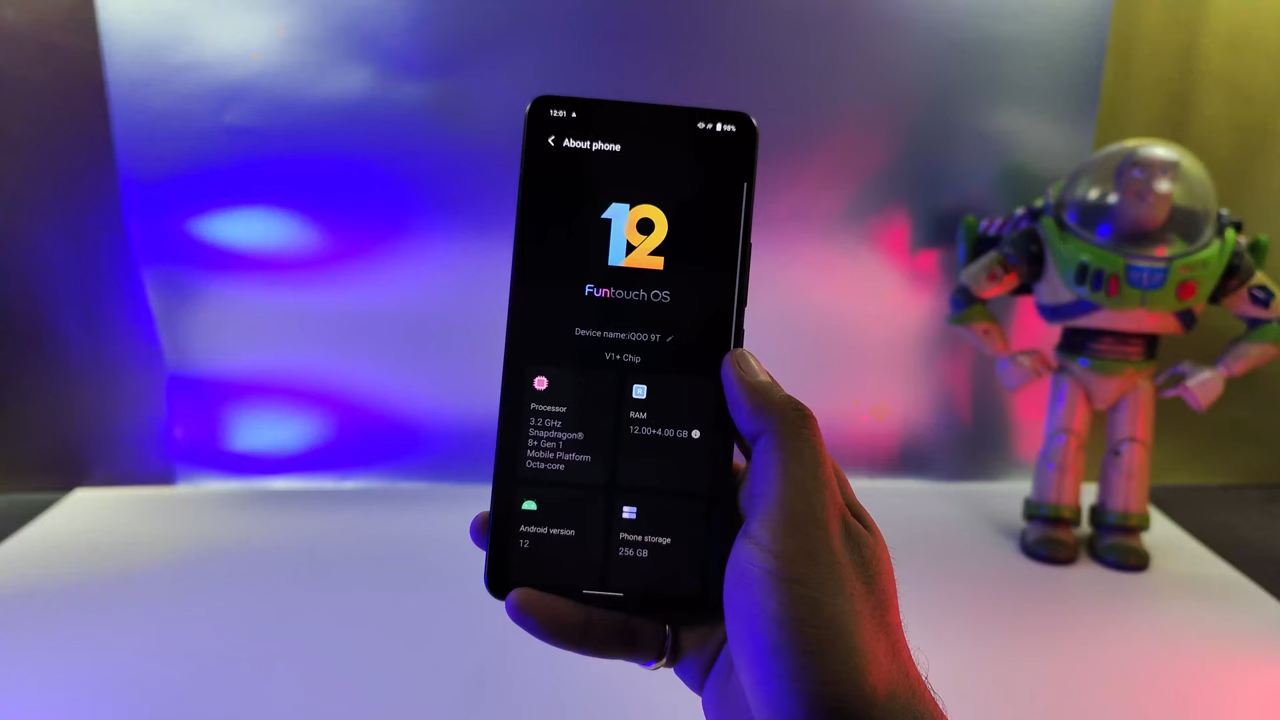 12:01
98%
About phone
12
Funtouch OS
Device name:iQOO 9T
V1+ Chip
Processor
3.2 GHz
Snapdragon®
8+ Gen 1
Mobile Platform
Octa-core
R
RAM
12.00+4.00 GB
Android version
12
Phone storage
256 GB